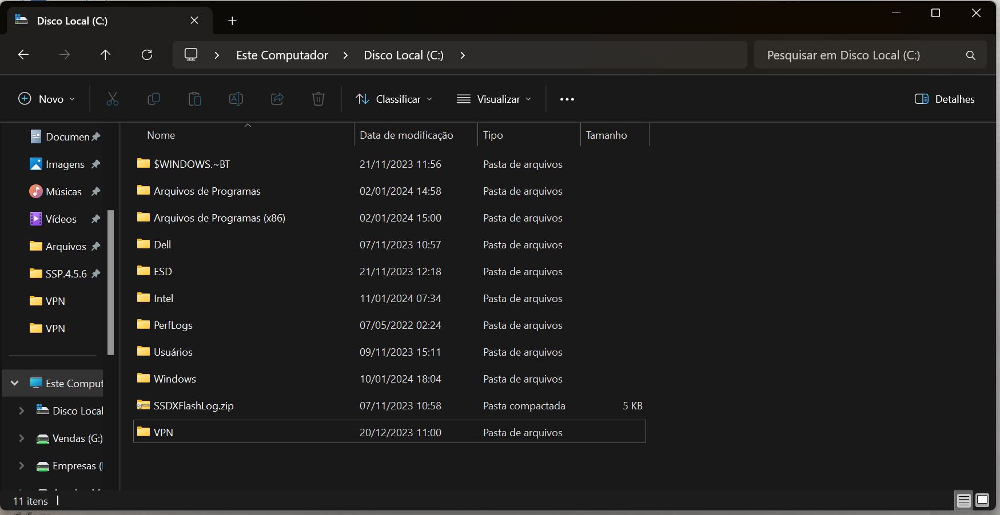 Disco Local (C:)
Este Computador Disco Local (C:) Pesquisar em Disco Local (C:)
Novo Classificar Visualizar ••• Detalhes
Nome Data de modificação Tipo Tamanho
$WINDOWS.~BT 21/11/2023 11:56 Pasta de arquivos
Arquivos de Programas 02/01/2024 14:58 Pasta de arquivos
Arquivos de Programas (x86) 02/01/2024 15:00 Pasta de arquivos
Dell 07/11/2023 10:57 Pasta de arquivos
ESD 21/11/2023 12:18 Pasta de arquivos
Intel 11/01/2024 07:34 Pasta de arquivos
PerfLogs 07/05/2022 02:24 Pasta de arquivos
Usuários 09/11/2023 15:11 Pasta de arquivos
Windows 10/01/2024 18:04 Pasta de arquivos
SSDXFlashLog.zip 07/11/2023 10:58 Pasta compactada 5 KB
VPN 20/12/2023 11:00 Pasta de arquivos
Documen
Imagens
Músicas
Vídeos
Arquivos
SSP.4.5.6
VPN
VPN
Este Comput
Disco Local
Vendas (G:)
Empresas (
11 itens